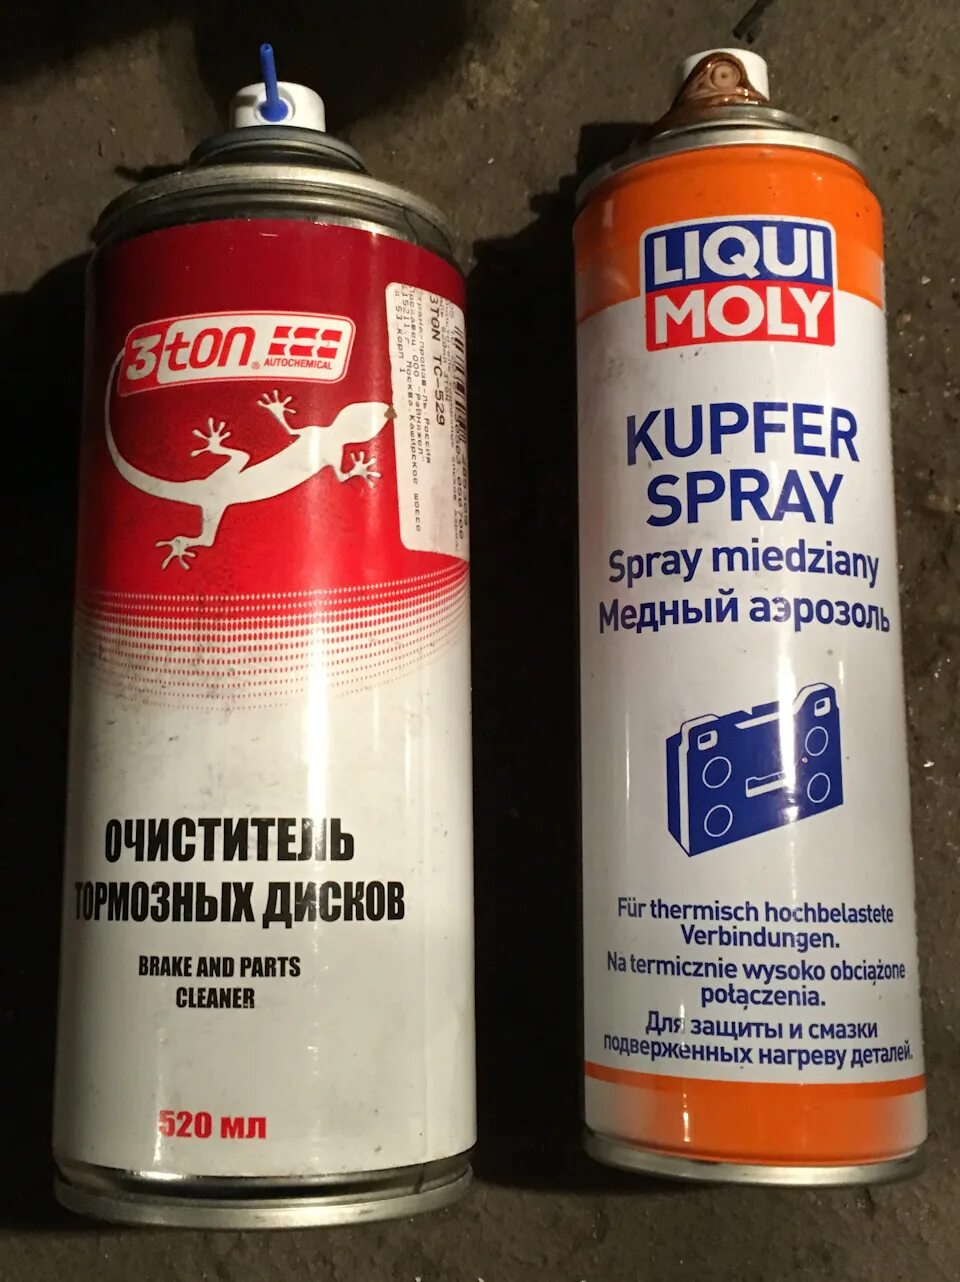 3ton
AUTOCHEMICAL
3TON TC-529
ОЧИСТИТЕЛЬ
ТОРМОЗНЫХ ДИСКОВ
BRAKE AND PARTS
CLEANER
520 МЛ
LIQUI
MOLY
KUPFER
SPRAY
Spray miedziany
Медный аэрозоль
Für thermisch hochbelastete
Verbindungen.
Na termicznie wysoko obciążone
połączenia.
Для защиты и смазки
подверженных нагреву деталей.